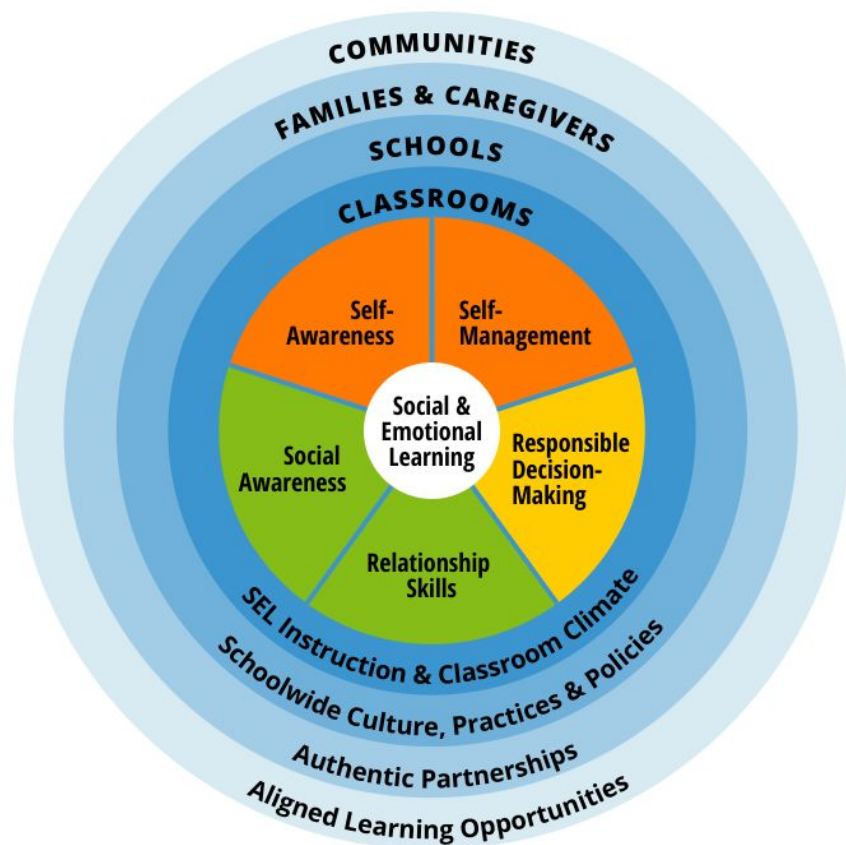 COMMUNITIES
FAMILIES & CAREGIVERS
SCHOOLS
CLASSROOMS
Self-
Awareness
Self-
Management
Social &
Emotional
Learning
Social
Awareness
Responsible
Decision-
Making
Relationship
Skills
SEL Instruction & Classroom Climate
Schoolwide Culture, Practices & Policies
Authentic Partnerships
Aligned Learning Opportunities